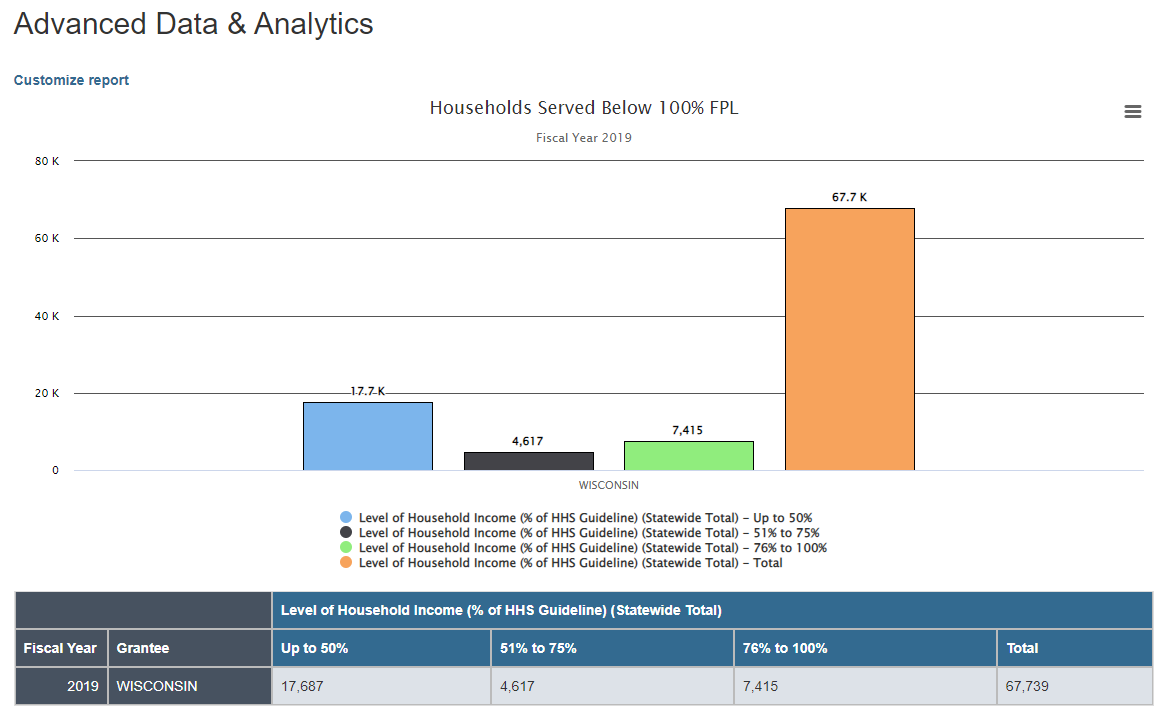 Advanced Data & Analytics
Customize report
Households Served Below 100% FPL
Fiscal Year 2019
80 K
60 K
40 K
20 K
0
17.7 K
4,617
7,415
67.7 K
WISCONSIN
Level of Household Income (% of HHS Guideline) (Statewide Total) – Up to 50%
Level of Household Income (% of HHS Guideline) (Statewide Total) – 51% to 75%
Level of Household Income (% of HHS Guideline) (Statewide Total) – 76% to 100%
Level of Household Income (% of HHS Guideline) (Statewide Total) – Total
Level of Household Income (% of HHS Guideline) (Statewide Total)
Fiscal Year Grantee Up to 50% 51% to 75% 76% to 100% Total
2019 WISCONSIN 17,687 4,617 7,415 67,739